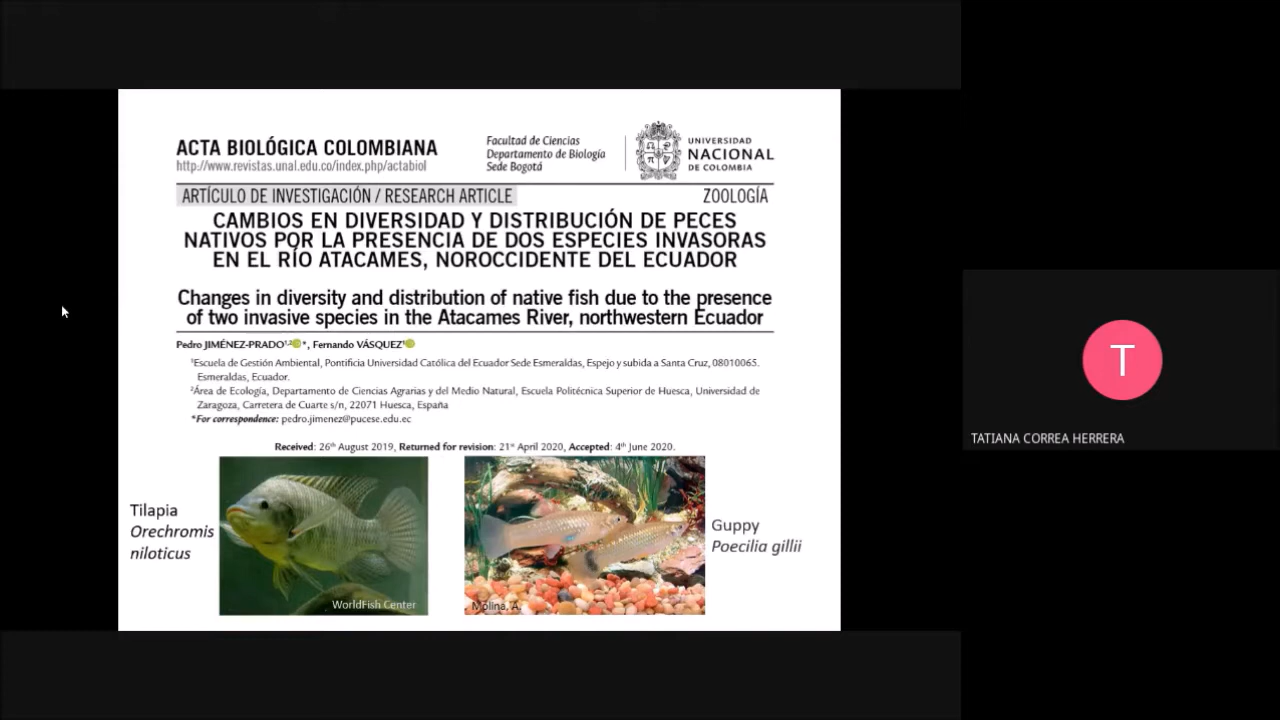 ACTA BIOLÓGICA COLOMBIANA
http://www.revistas.unal.edu.co/index.php/actabiol
Facultad de Ciencias
Departamento de Biología
Sede Bogotá
UNIVERSIDAD
NACIONAL
DE COLOMBIA
ARTÍCULO DE INVESTIGACIÓN / RESEARCH ARTICLE
ZOOLOGÍA
CAMBIOS EN DIVERSIDAD Y DISTRIBUCIÓN DE PECES
NATIVOS POR LA PRESENCIA DE DOS ESPECIES INVASORAS
EN EL RÍO ATACAMES, NOROCCIDENTE DEL ECUADOR
Changes in diversity and distribution of native fish due to the presence
of two invasive species in the Atacames River, northwestern Ecuador
Pedro JIMÉNEZ-PRADO¹,²*, Fernando VÁSQUEZ¹
¹Escuela de Gestión Ambiental, Pontificia Universidad Católica del Ecuador Sede Esmeraldas, Espejo y subida a Santa Cruz, 08010065.
Esmeraldas, Ecuador.
²Área de Ecología, Departamento de Ciencias Agrarias y del Medio Natural, Escuela Politécnica Superior de Huesca, Universidad de
Zaragoza, Carretera de Cuarte s/n, 22071 Huesca, España
*For correspondence: pedro.jimenez@pucese.edu.ec
Received: 26th August 2019, Returned for revision: 21st April 2020, Accepted: 4th June 2020.
Tilapia
Orechromis
niloticus
WorldFish Center
Molina, A.
Guppy
Poecilia gillii
T
TATIANA CORREA HERRERA